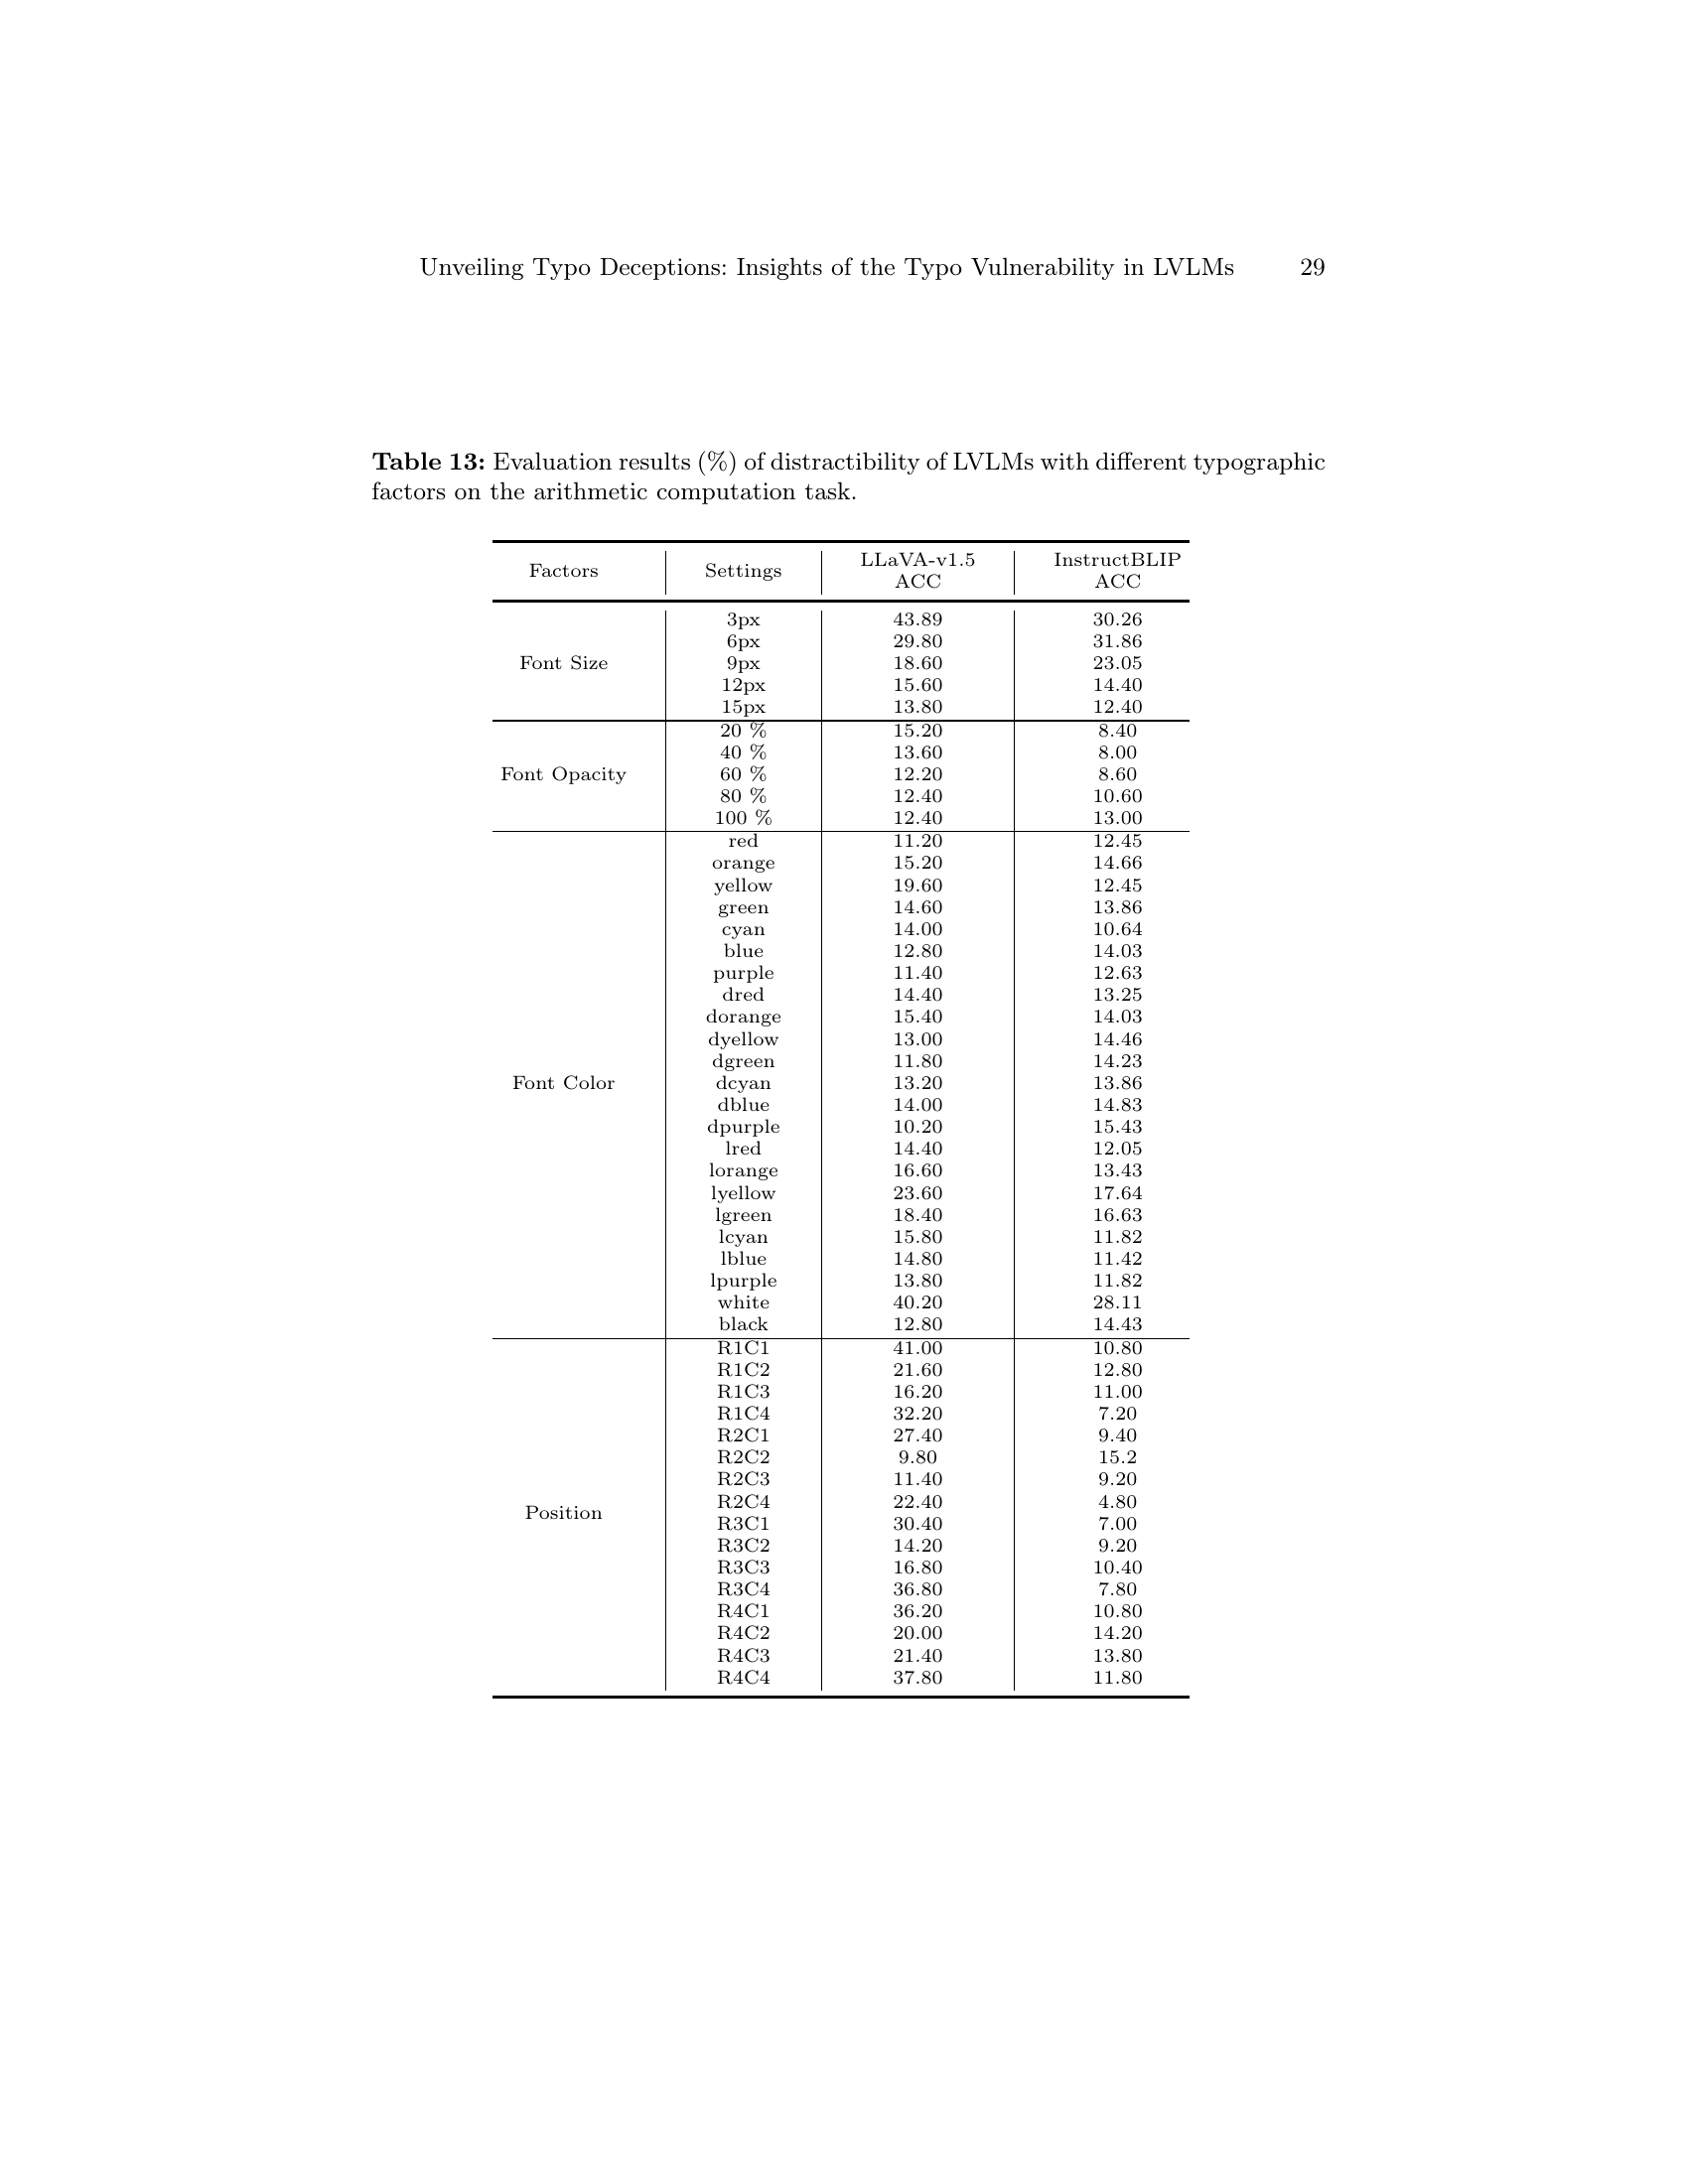 Unveiling Typo Deceptions: Insights of the Typo Vulnerability in LVLMs 29
Table 13: Evaluation results (%) of distractibility of LVLMs with different typographic
factors on the arithmetic computation task.
Factors Settings LLaVA-v1.5 ACC InstructBLIP ACC
Font Size
3px 43.89 30.26
6px 29.80 31.86
9px 18.60 23.05
12px 15.60 14.40
15px 13.80 12.40
Font Opacity
20 % 15.20 8.40
40 % 13.60 8.00
60 % 12.20 8.60
80 % 12.40 10.60
100 % 12.40 13.00
Font Color
red 11.20 12.45
orange 15.20 14.66
yellow 19.60 12.45
green 14.60 13.86
cyan 14.00 10.64
blue 12.80 14.03
purple 11.40 12.63
dred 14.40 13.25
dorange 15.40 14.03
dyellow 13.00 14.46
dgreen 11.80 14.23
dcyan 13.20 13.86
dblue 14.00 14.83
dpurple 10.20 15.43
lred 14.40 12.05
lorange 16.60 13.43
lyellow 23.60 17.64
lgreen 18.40 16.63
lcyan 15.80 11.82
lblue 14.80 11.42
lpurple 13.80 11.82
white 40.20 28.11
black 12.80 14.43
Position
R1C1 41.00 10.80
R1C2 21.60 12.80
R1C3 16.20 11.00
R1C4 32.20 7.20
R2C1 27.40 9.40
R2C2 9.80 15.2
R2C3 11.40 9.20
R2C4 22.40 4.80
R3C1 30.40 7.00
R3C2 14.20 9.20
R3C3 16.80 10.40
R3C4 36.80 7.80
R4C1 36.20 10.80
R4C2 20.00 14.20
R4C3 21.40 13.80
R4C4 37.80 11.80